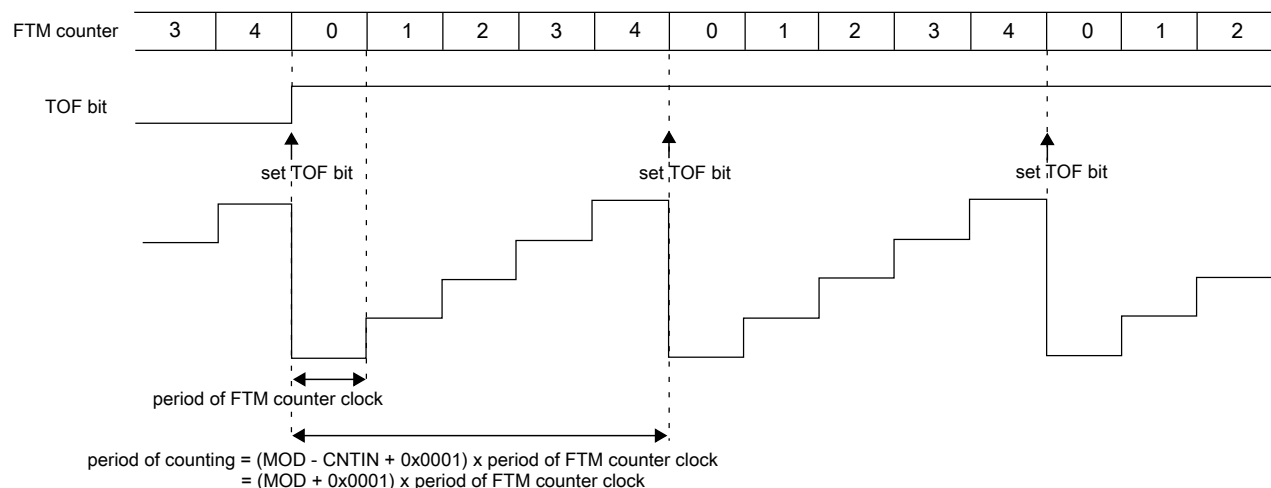 FTM counter 3 4 0 1 2 3 4 0 1 2 3 4 0 1 2
TOF bit
set TOF bit set TOF bit set TOF bit
period of FTM counter clock
period of counting = (MOD - CNTIN + 0x0001) x period of FTM counter clock
= (MOD + 0x0001) x period of FTM counter clock